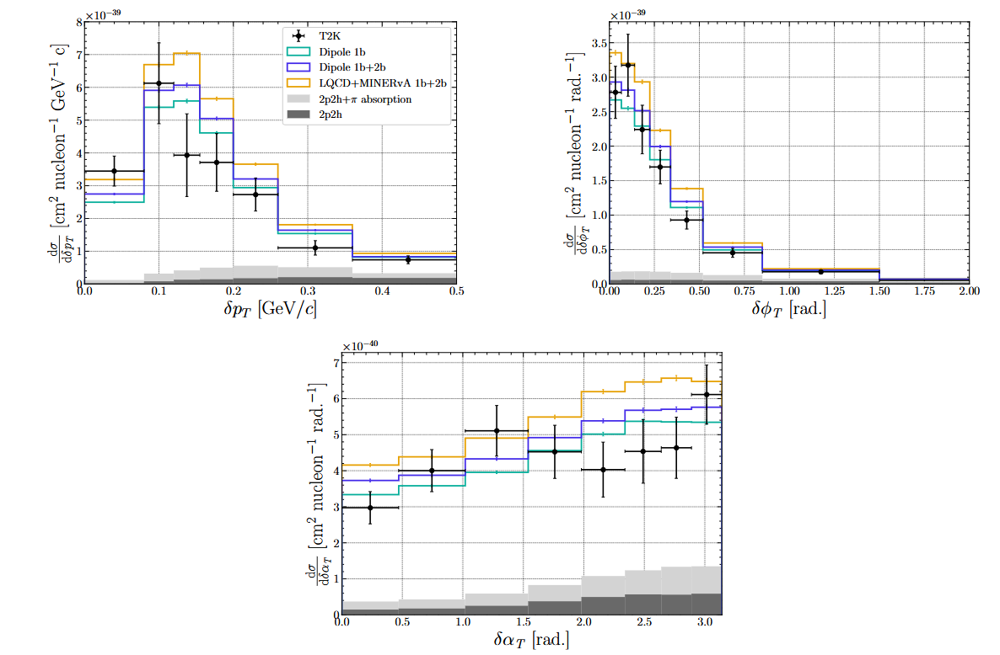 ×10⁻³⁹
8
7
6
5
4
3
2
1
0
0.0 0.1 0.2 0.3 0.4 0.5
dσ/dδp_T [cm² nucleon⁻¹ GeV⁻¹ c]
δp_T [GeV/c]
T2K
Dipole 1b
Dipole 1b+2b
LQCD+MINERνA 1b+2b
2p2h+π absorption
2p2h
×10⁻³⁹
3.5
3.0
2.5
2.0
1.5
1.0
0.5
0.0
0.00 0.25 0.50 0.75 1.00 1.25 1.50 1.75 2.00
dσ/dδϕ_T [cm² nucleon⁻¹ rad.⁻¹]
δϕ_T [rad.]
×10⁻⁴⁰
7
6
5
4
3
2
1
0
0.0 0.5 1.0 1.5 2.0 2.5 3.0
dσ/dδα_T [cm² nucleon⁻¹ rad.⁻¹]
δα_T [rad.]